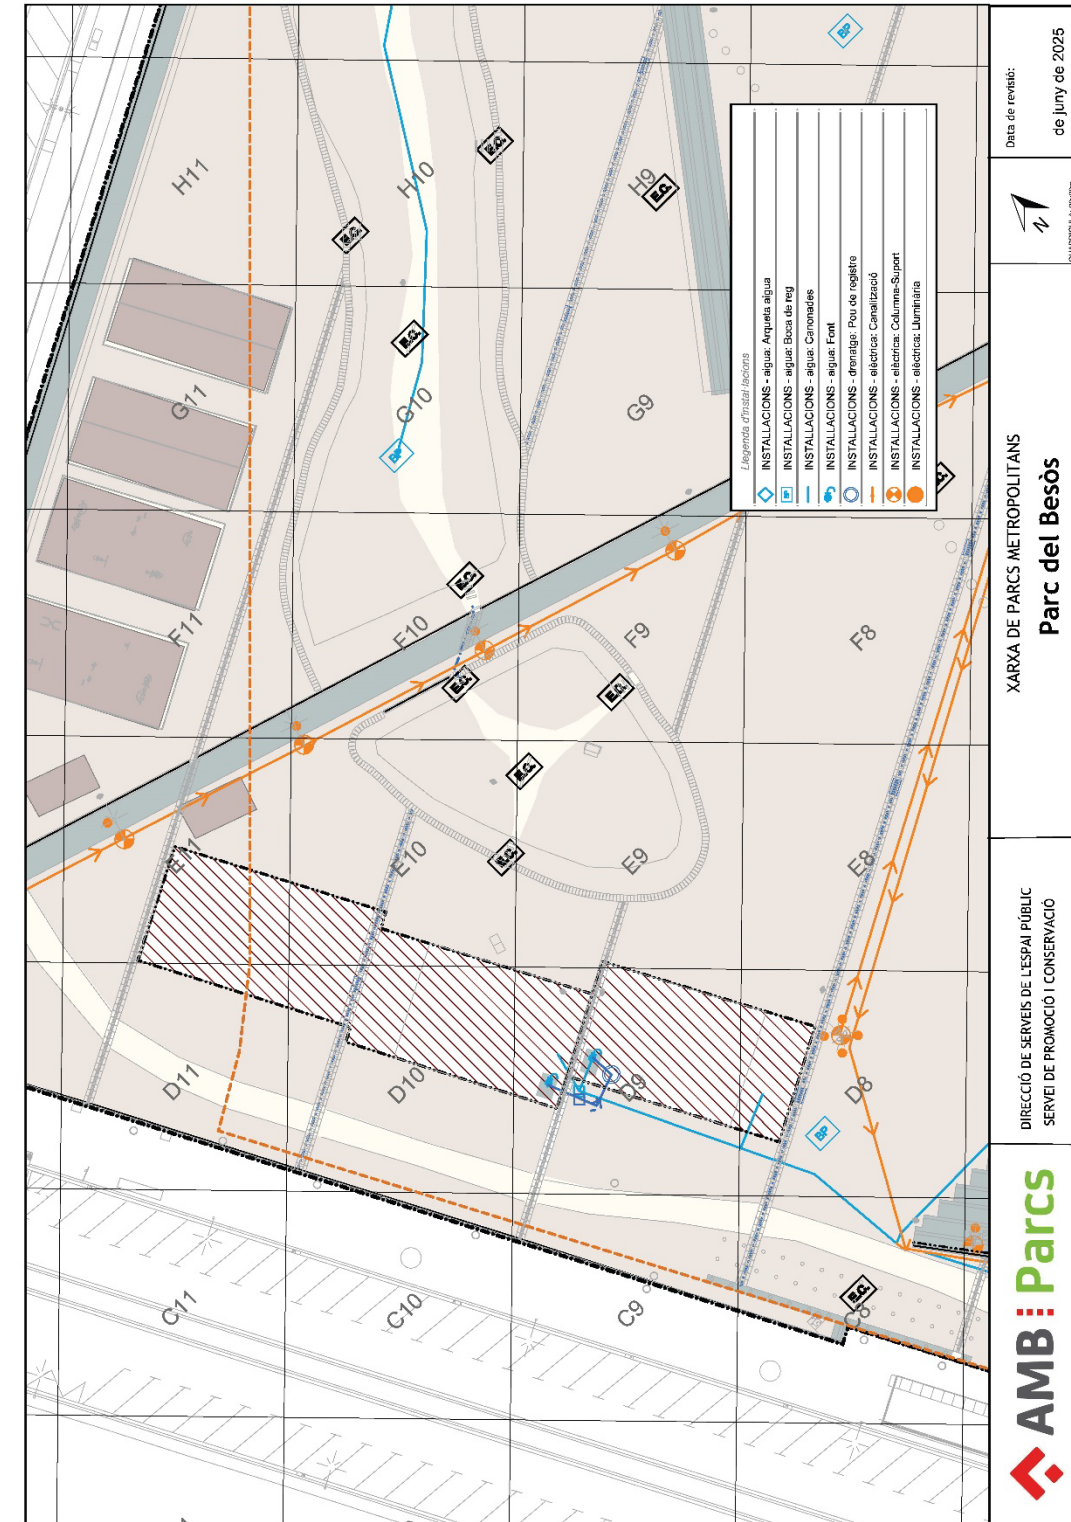 H11
H10
H9
G11
G10
G9
F11
F10
F9
F8
E11
E10
E9
E8
D11
D10
D9
D8
C11
C10
C9
C8
Bp
Bp
Bp
E.C.
E.C.
E.C.
E.C.
E.C.
E.C.
E.C.
E.C.
E.C.
E.C.
E.C.
Llegenda d'instal·lacions
INSTAL·LACIONS - aigua: Arqueta aigua
INSTAL·LACIONS - aigua: Boca de reg
INSTAL·LACIONS - aigua: Canonades
INSTAL·LACIONS - aigua: Font
INSTAL·LACIONS - drenatge: Pou de registre
INSTAL·LACIONS - elèctrica: Canalització
INSTAL·LACIONS - elèctrica: Columna-Suport
INSTAL·LACIONS - elèctrica: Lluminària
AMB Parcs
DIRECCIÓ DE SERVEIS DE L'ESPAI PÚBLIC
SERVEI DE PROMOCIÓ I CONSERVACIÓ
XARXA DE PARCS METROPOLITANS
Parc del Besòs
N
Data de revisió:
de juny de 2025